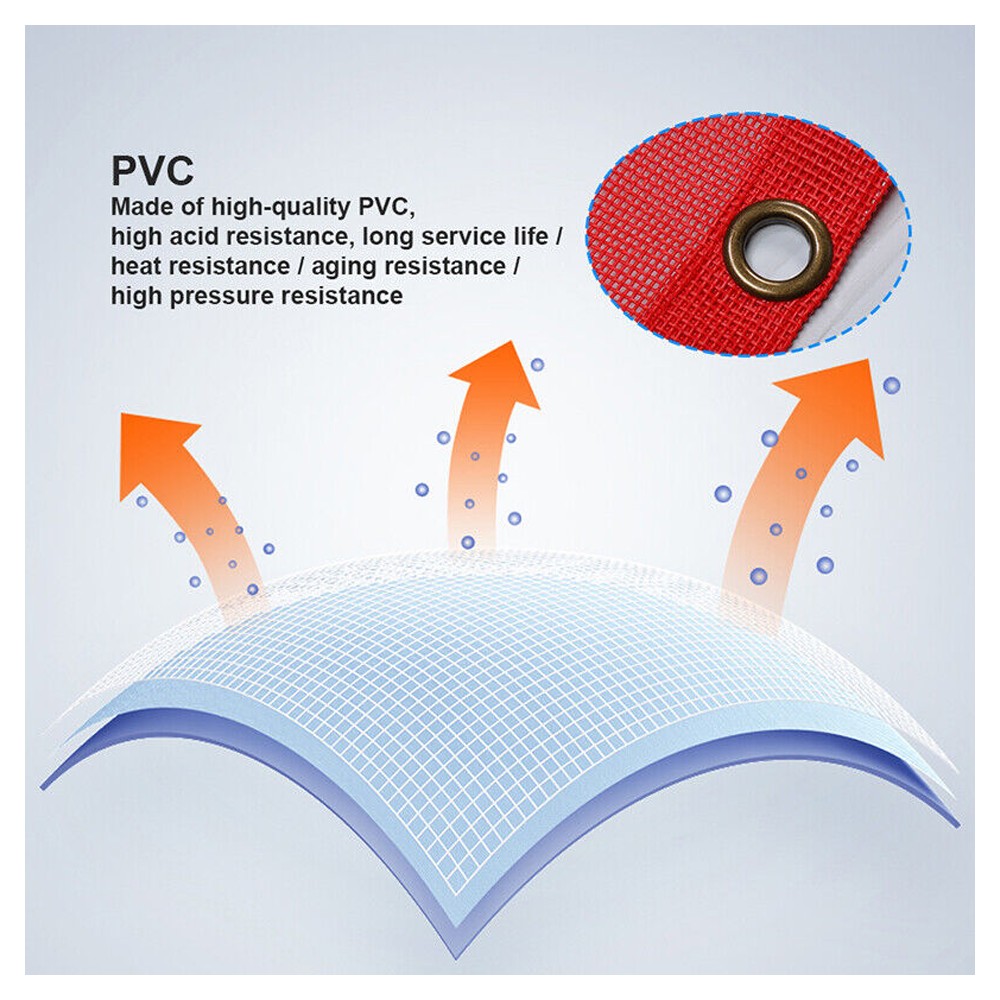 PVC
Made of high-quality PVC,
high acid resistance, long service life /
heat resistance / aging resistance /
high pressure resistance